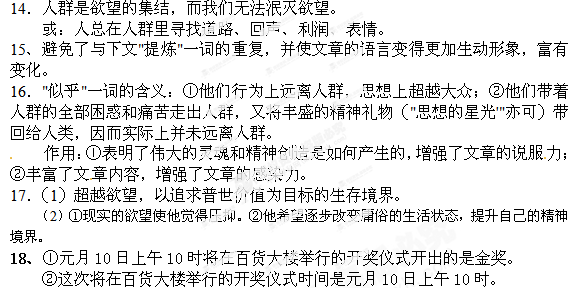 14．人群是欲望的集结，而我们无法泯灭欲望。
或：人总在人群里寻找道路、回声、利润、表情。
15、避免了与下文"提炼"一词的重复，并使文章的语言变得更加生动形象，富有
变化。
16．"似乎"一词的含义：①他们行为上远离人群，思想上超越大众；②他们带着
人群的全部困惑和痛苦走出人群，又将丰盛的精神礼物（"思想的星光'"亦可）带
回给人类，因而实际上并未远离人群。
作用：①表明了伟大的灵魂和精神创造是如何产生的，增强了文章的说服力；
②丰富了文章内容，增强了文章的感染力。
17．（1）超越欲望，以追求普世价值为目标的生存境界。
（2）①现实的欲望使他觉得压抑。②他希望逐步改变庸俗的生活状态，提升自己的精神
境界。
18、①元月 10 日上午 10 时将在百货大楼举行的开奖仪式开出的是金奖。
②这次将在百货大楼举行的开奖仪式时间是元月 10 日上午 10 时。